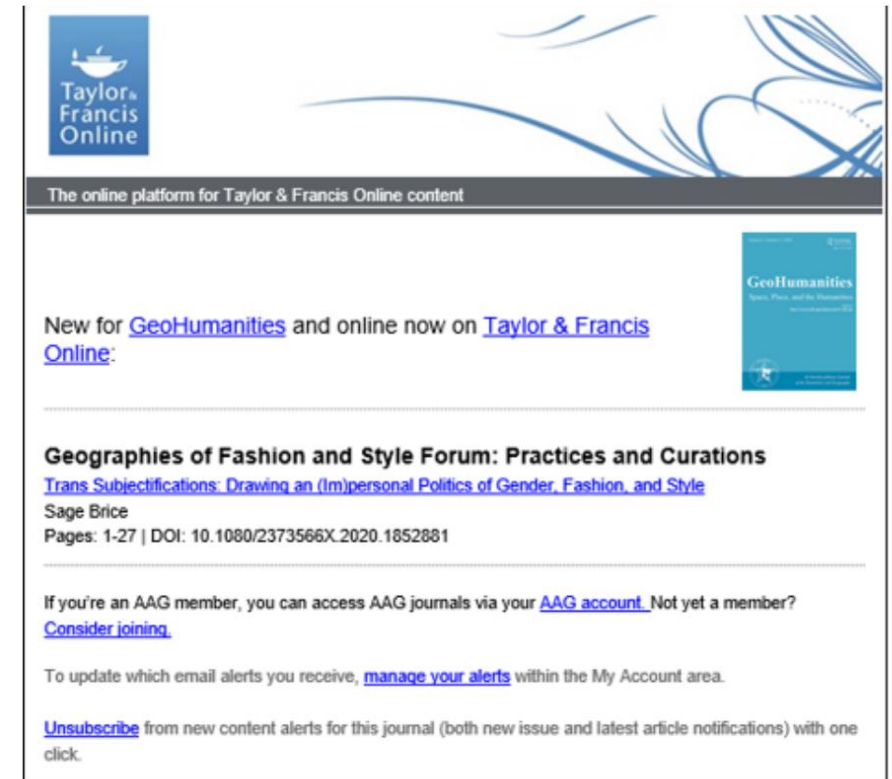 Taylor &
Francis
Online
The online platform for Taylor & Francis Online content
GeoHumanities
Space, Place, and the Humanities
New for GeoHumanities and online now on Taylor & Francis
Online:
Geographies of Fashion and Style Forum: Practices and Curations
Trans Subjectifications: Drawing an (Im)personal Politics of Gender, Fashion, and Style
Sage Brice
Pages: 1-27 | DOI: 10.1080/2373566X.2020.1852881
If you're an AAG member, you can access AAG journals via your AAG account. Not yet a member?
Consider joining.
To update which email alerts you receive, manage your alerts within the My Account area.
Unsubscribe from new content alerts for this journal (both new issue and latest article notifications) with one
click.